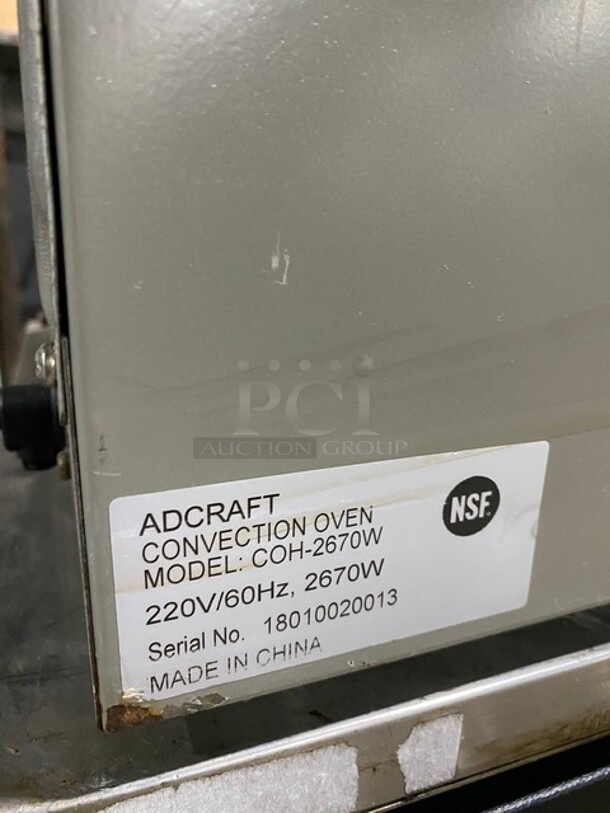 PCI
AUCTION GROUP
ADCRAFT
CONVECTION OVEN
MODEL: COH-2670W
220V/60Hz, 2670W
Serial No. 18010020013
MADE IN CHINA
NSF.